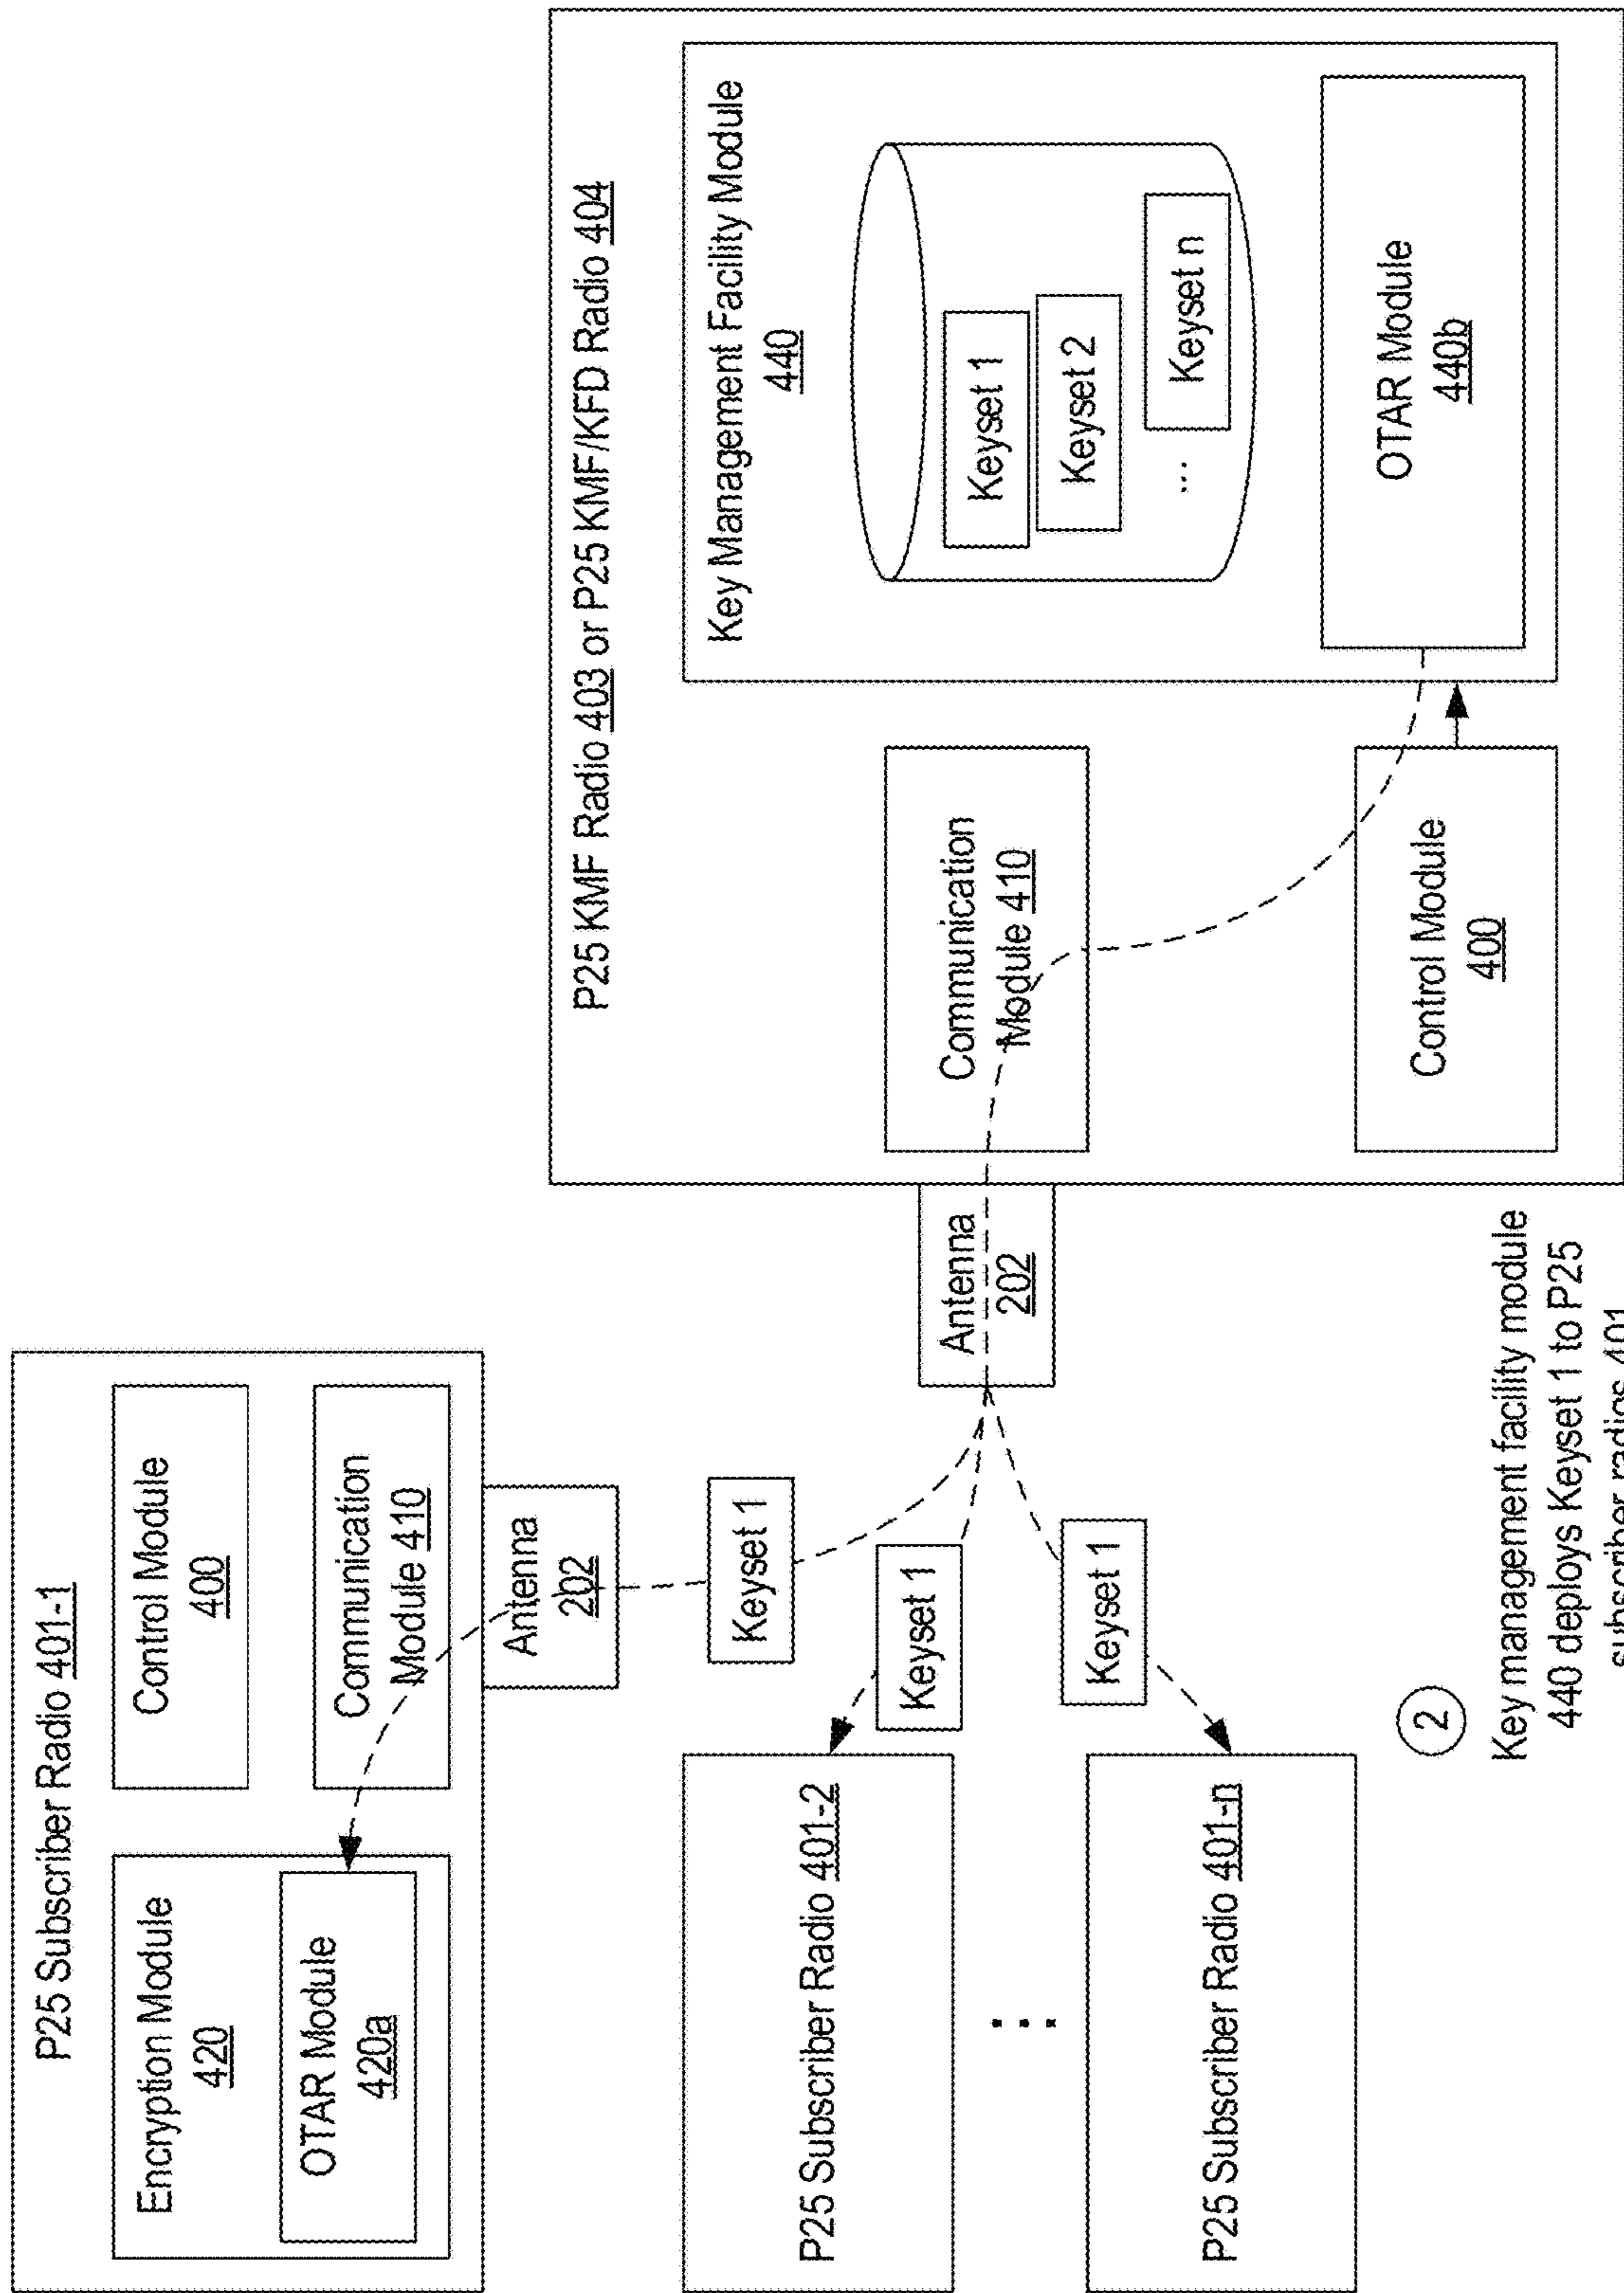 P25 Subscriber Radio 401-1
Encryption Module
420
OTAR Module
420a
Control Module
400
Communication
Module 410
Antenna
202
Keyset 1
Keyset 1
Keyset 1
P25 Subscriber Radio 401-2
P25 Subscriber Radio 401-n
Antenna
202
P25 KMF Radio 403 or P25 KMF/KFD Radio 404
Communication
Module 410
Control Module
400
Key Management Facility Module
440
Keyset 1
Keyset 2
...
Keyset n
OTAR Module
440b
2
Key management facility module
440 deploys Keyset 1 to P25
subscriber radios 401